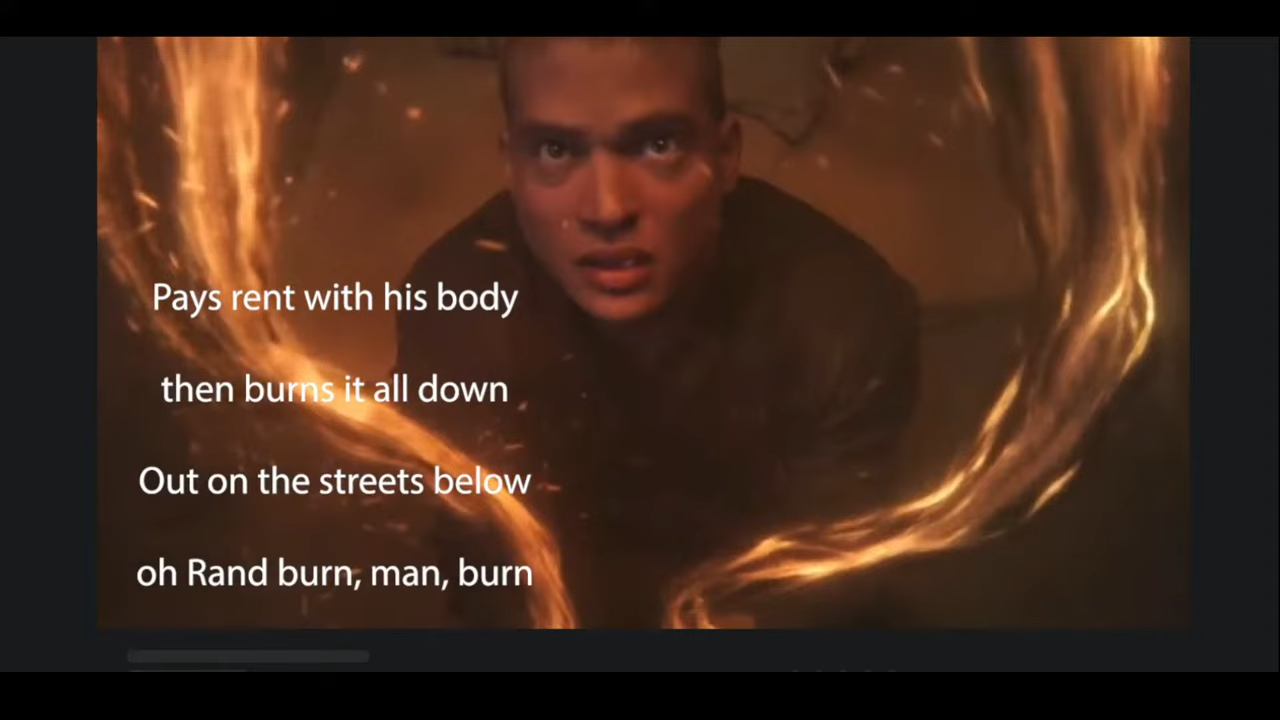 Pays rent with his body
then burns it all down
Out on the streets below
oh Rand burn, man, burn